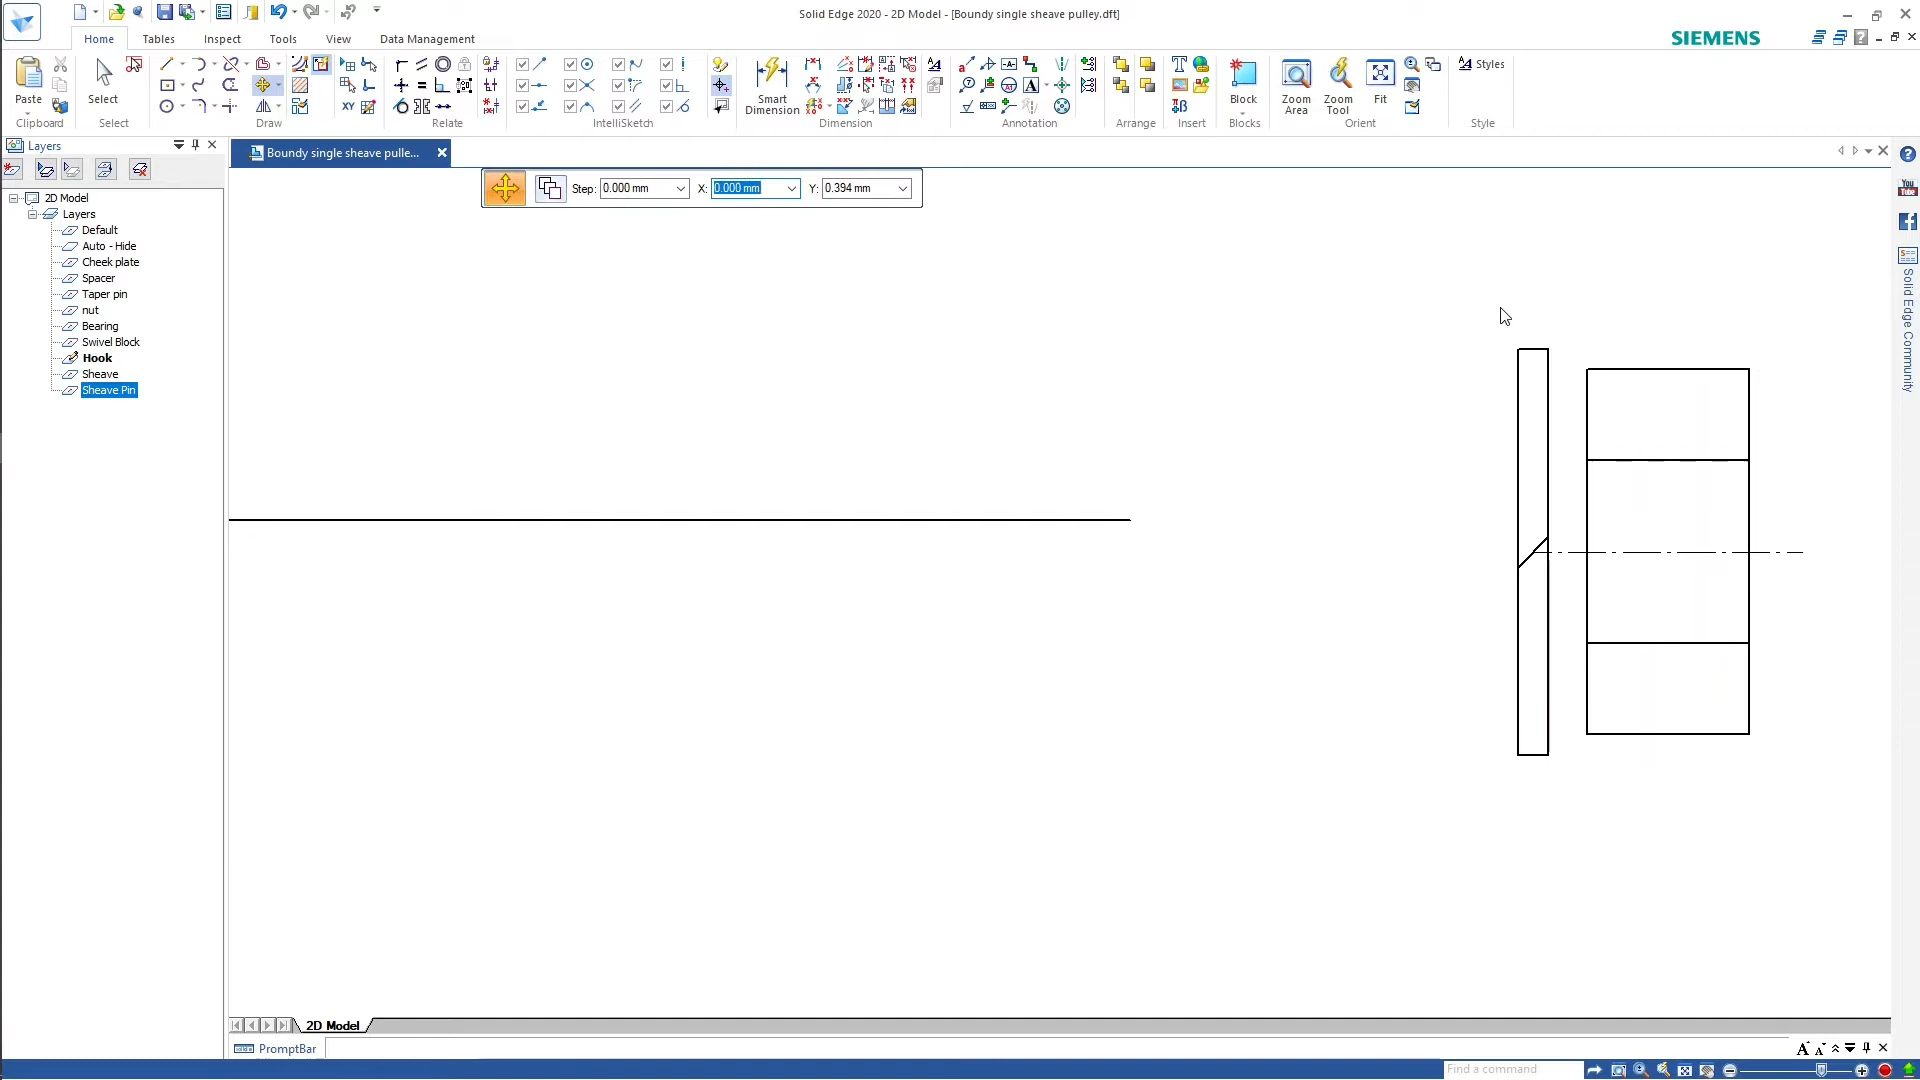 Solid Edge 2020 - 2D Model - [Boundy single sheave pulley.dft]
Home
Tables
Inspect
Tools
View
Data Management
SIEMENS
Paste
Clipboard
Select
Select
Draw
XY
Relate
IntelliSketch
Smart
Dimension
Dimension
Annotation
Arrange
Insert
Block
Blocks
Zoom
Area
Zoom
Tool
Fit
Orient
Styles
Style
Layers
2D Model
Layers
Default
Auto - Hide
Cheek plate
Spacer
Taper pin
nut
Bearing
Swivel Block
Hook
Sheave
Sheave Pin
Boundy single sheave pulle...
Step: 0.000 mm
X: 0.000 mm
Y: 0.394 mm
You
Tube
Solid Edge Community
2D Model
PromptBar
Find a command